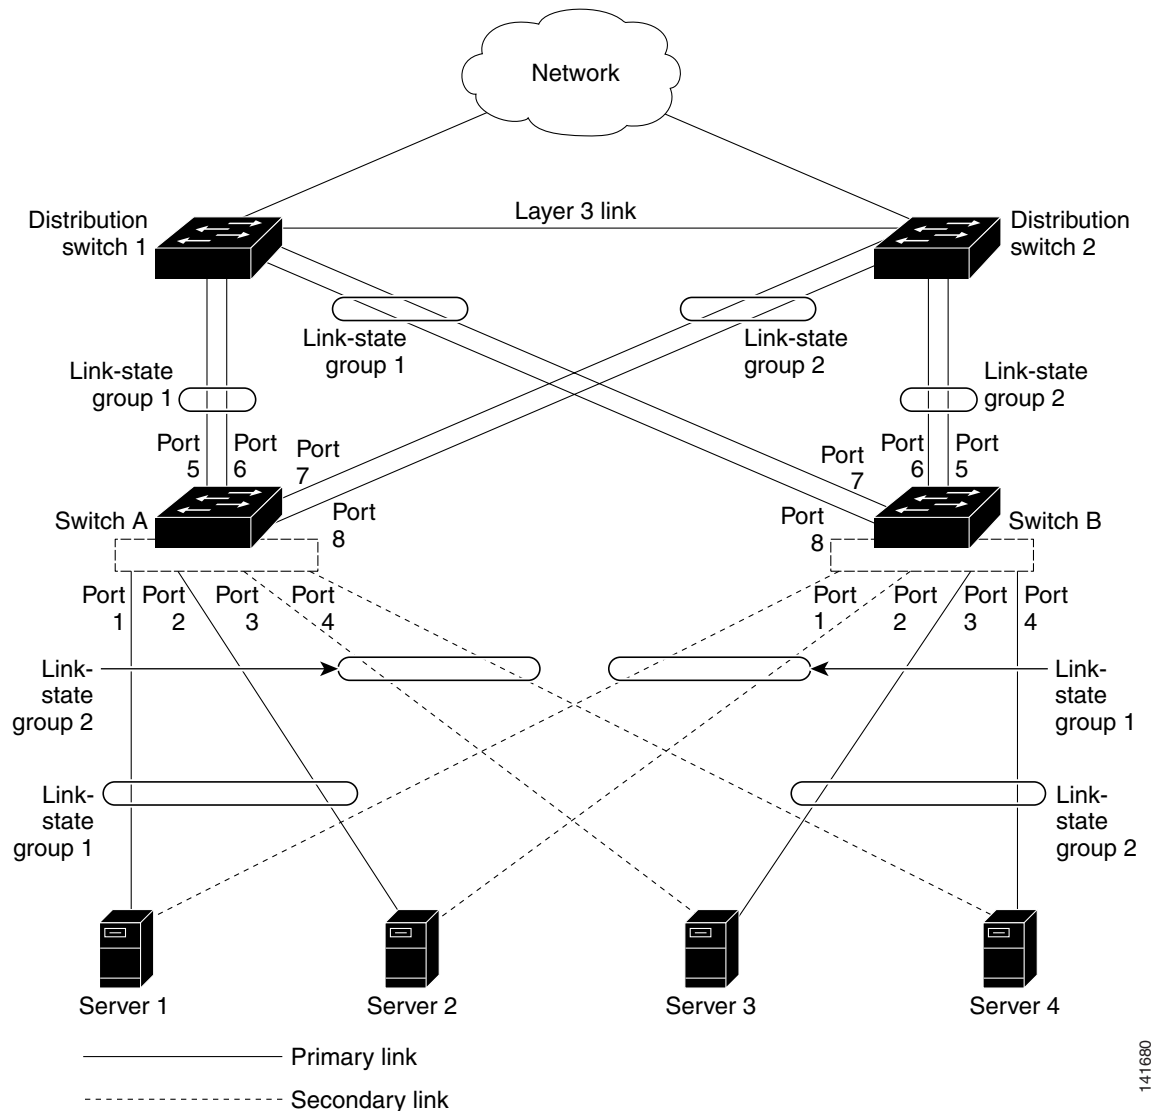 Network
Layer 3 link
Distribution
switch 1
Distribution
switch 2
Link-state
group 1
Link-state
group 2
Link-state
group 1
Link-state
group 2
Port
5
Port
6
Port
7
Port
8
Switch A
Port
7
Port
6
Port
5
Port
8
Switch B
Port
1
Port
2
Port
3
Port
4
Port
1
Port
2
Port
3
Port
4
Link-
state
group 2
Link-
state
group 1
Link-
state
group 1
Link-
state
group 2
Server 1
Server 2
Server 3
Server 4
Primary link
Secondary link
141680